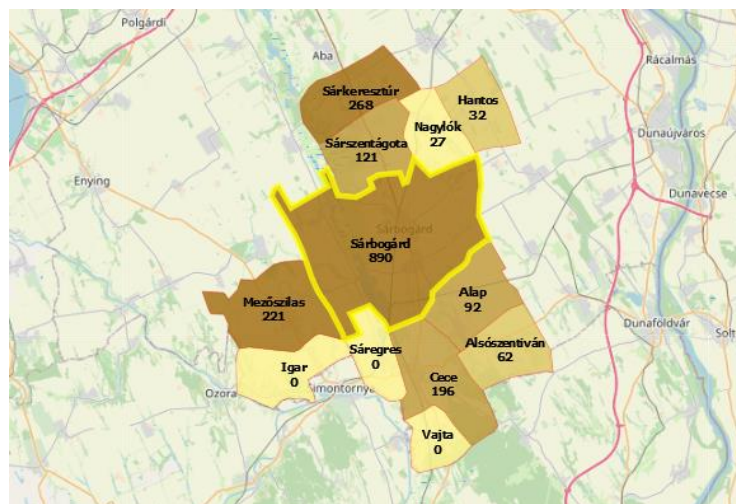 Polgárdi
Aba
Rácalmás
Sárkeresztúr
268
Hantos
32
Nagylók
27
Sárszentágota
121
Dunaújváros
Enying
Dunavecse
Sárbogárd
Sárbogárd
890
Alap
92
Mezőszilas
221
Dunaföldvár
Solt
Alsószentiván
62
Sáregres
0
Igar
0
Cece
196
Ozora
Simontornya
Vajta
0